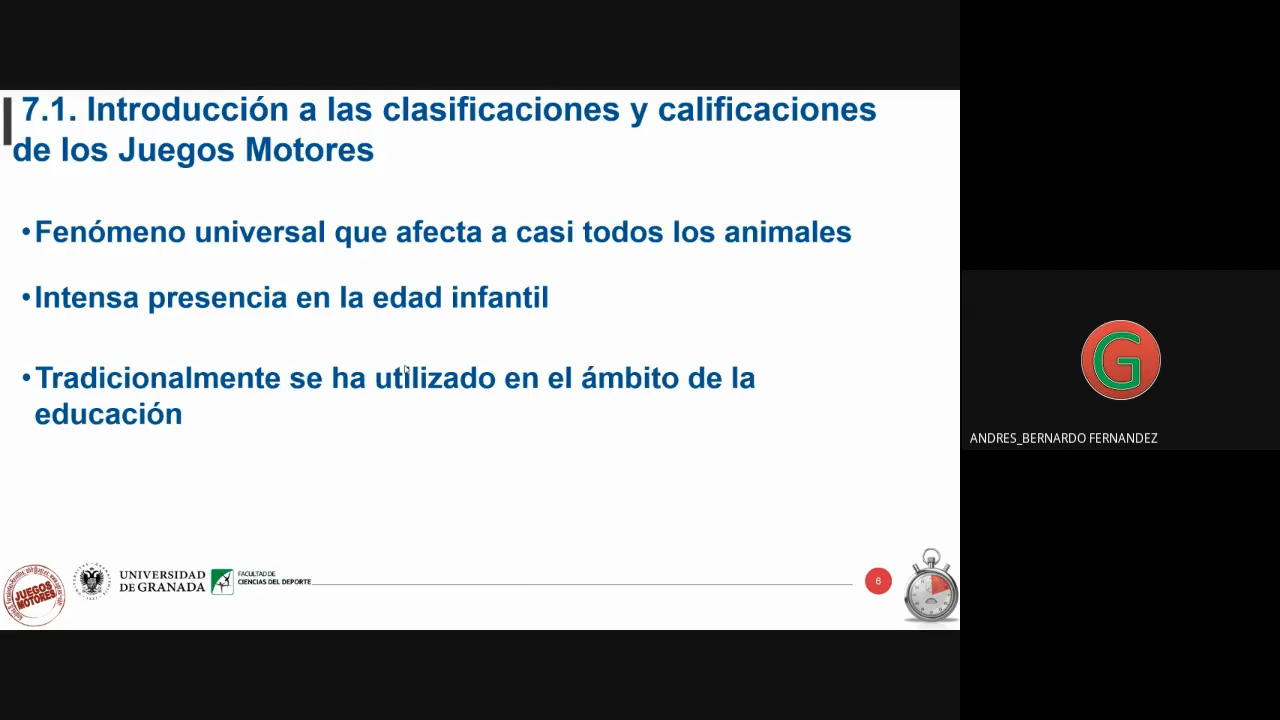 7.1. Introducción a las clasificaciones y calificaciones
de los Juegos Motores
•Fenómeno universal que afecta a casi todos los animales
•Intensa presencia en la edad infantil
•Tradicionalmente se ha utilizado en el ámbito de la
educación
JUEGOS
MOTORES
UNIVERSIDAD
DE GRANADA
FACULTAD DE
CIENCIAS DEL DEPORTE
6
G
ANDRES_BERNARDO FERNANDEZ